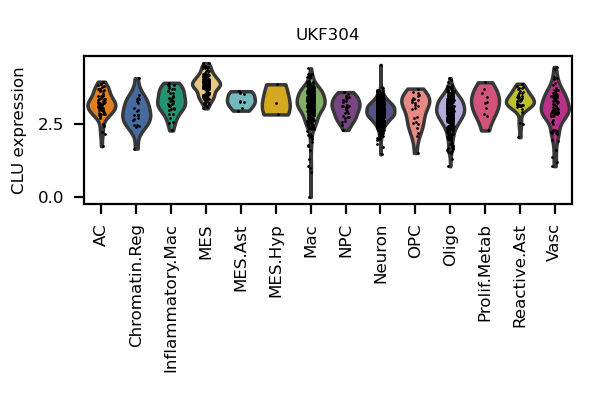 UKF304
CLU expression
2.5
0.0
AC
Chromatin.Reg
Inflammatory.Mac
MES
MES.Ast
MES.Hyp
Mac
NPC
Neuron
OPC
Oligo
Prolif.Metab
Reactive.Ast
Vasc